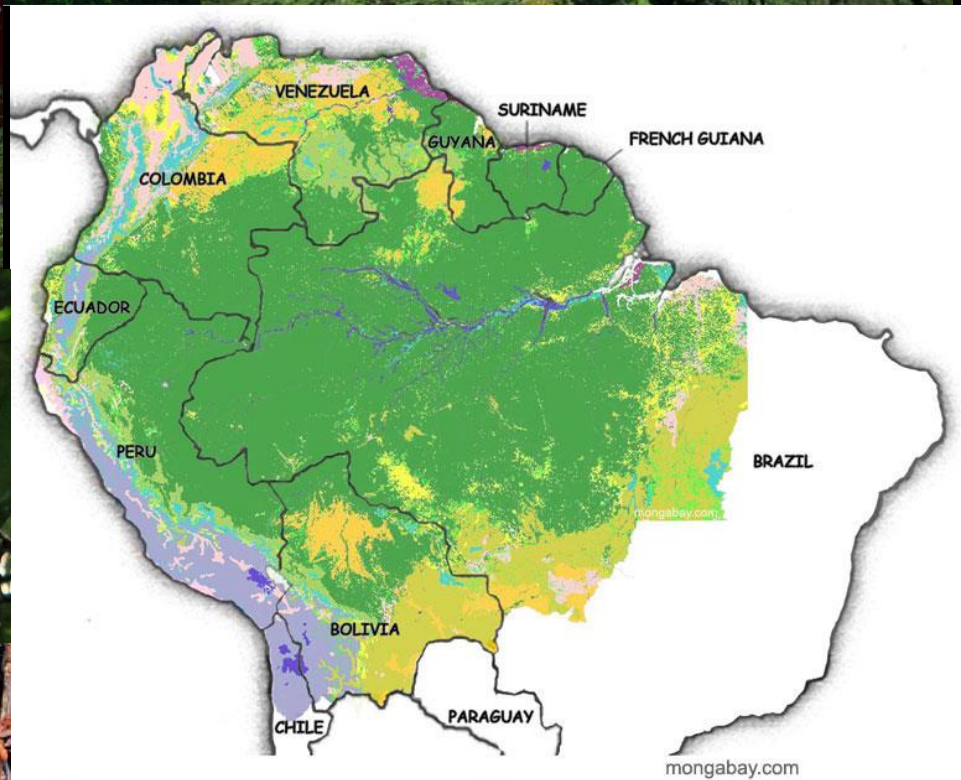 VENEZUELA
SURINAME
GUYANA
FRENCH GUIANA
COLOMBIA
ECUADOR
PERU
BRAZIL
mongabay.com
BOLIVIA
CHILE
PARAGUAY
mongabay.com